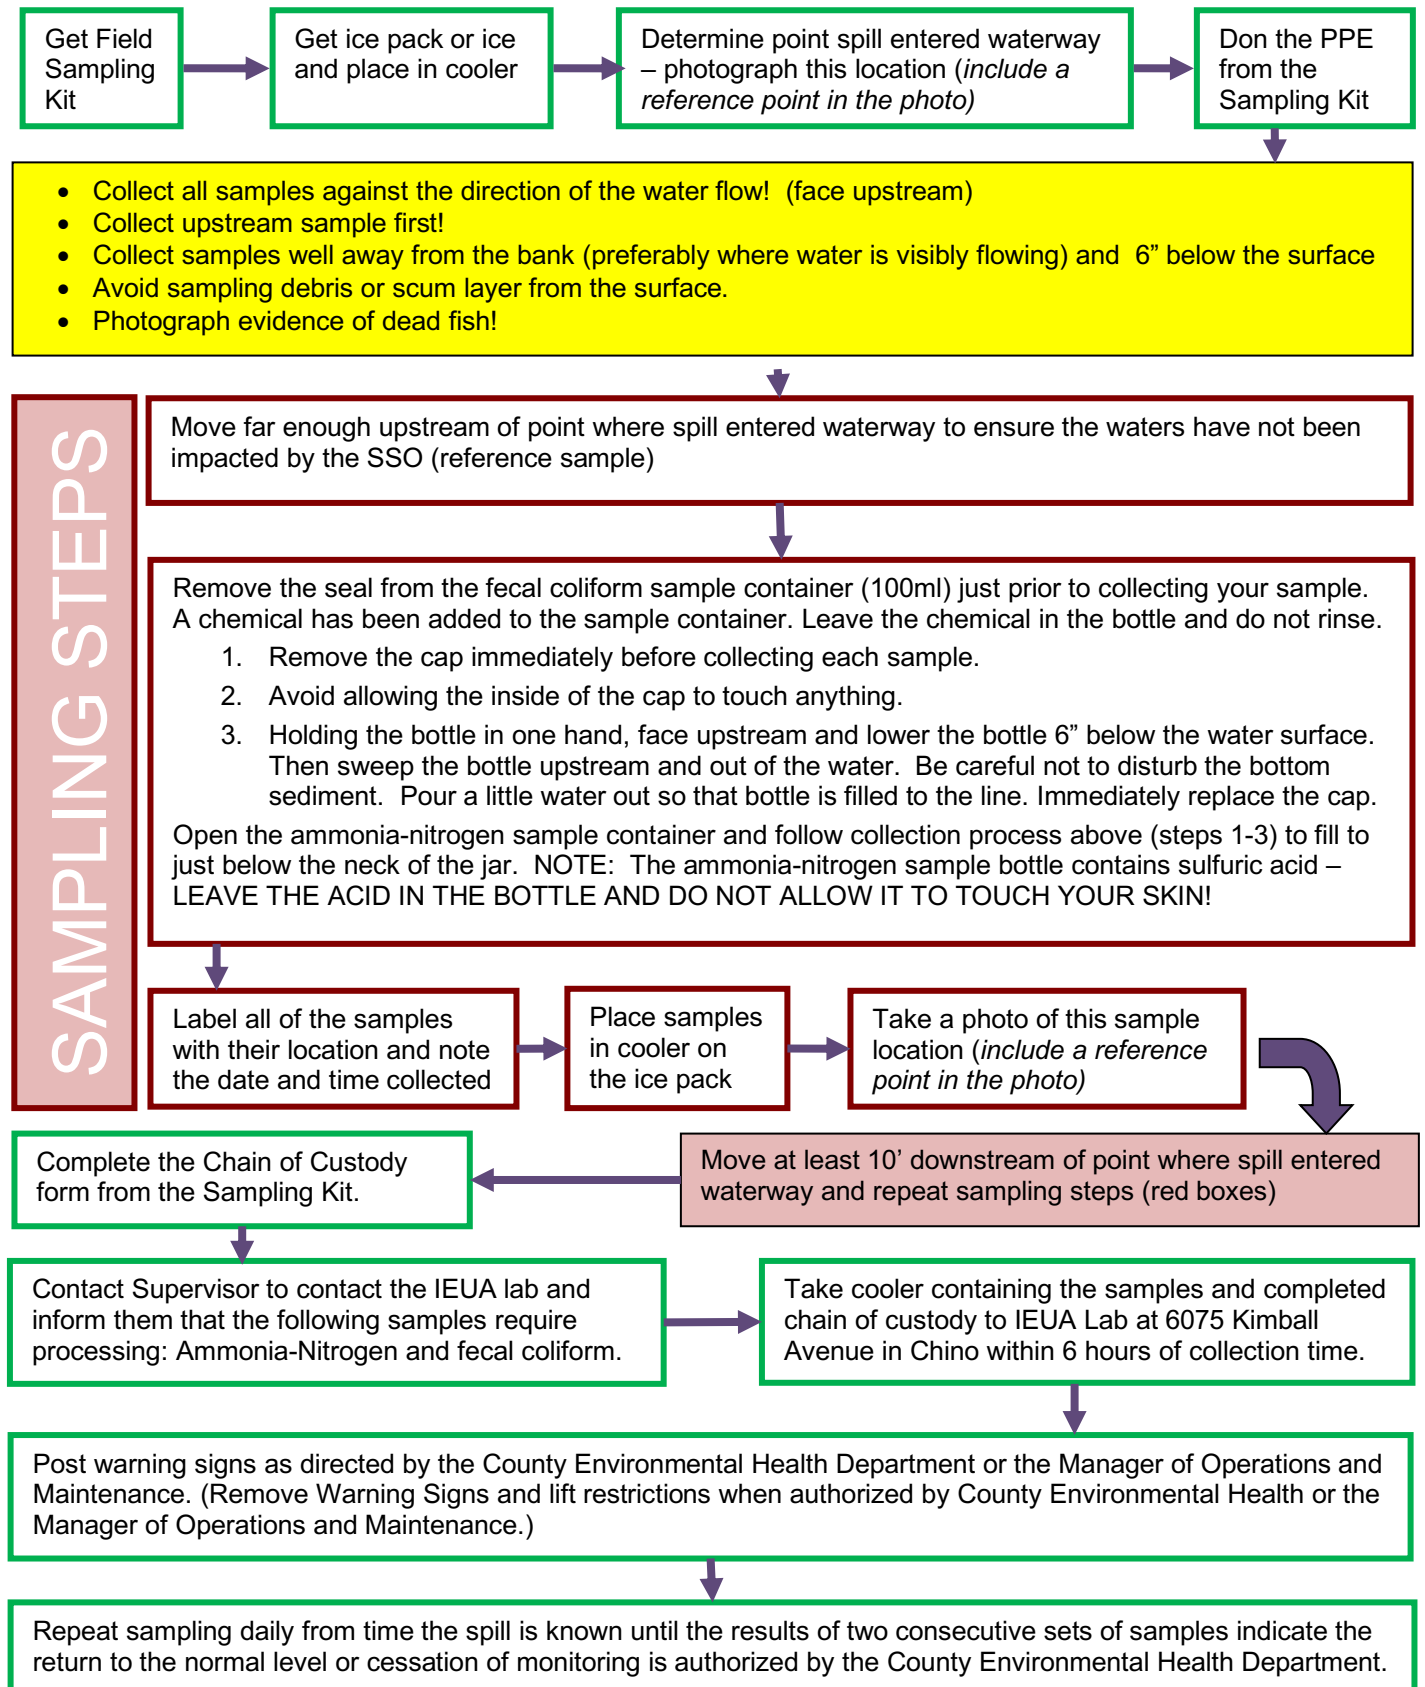 Get Field
Sampling
Kit
Get ice pack or ice
and place in cooler
Determine point spill entered waterway
– photograph this location (include a
reference point in the photo)
Don the PPE
from the
Sampling Kit
• Collect all samples against the direction of the water flow! (face upstream)
• Collect upstream sample first!
• Collect samples well away from the bank (preferably where water is visibly flowing) and 6” below the surface
• Avoid sampling debris or scum layer from the surface.
• Photograph evidence of dead fish!
SAMPLING STEPS
Move far enough upstream of point where spill entered waterway to ensure the waters have not been
impacted by the SSO (reference sample)
Remove the seal from the fecal coliform sample container (100ml) just prior to collecting your sample.
A chemical has been added to the sample container. Leave the chemical in the bottle and do not rinse.
1. Remove the cap immediately before collecting each sample.
2. Avoid allowing the inside of the cap to touch anything.
3. Holding the bottle in one hand, face upstream and lower the bottle 6” below the water surface.
Then sweep the bottle upstream and out of the water. Be careful not to disturb the bottom
sediment. Pour a little water out so that bottle is filled to the line. Immediately replace the cap.
Open the ammonia-nitrogen sample container and follow collection process above (steps 1-3) to fill to
just below the neck of the jar. NOTE: The ammonia-nitrogen sample bottle contains sulfuric acid –
LEAVE THE ACID IN THE BOTTLE AND DO NOT ALLOW IT TO TOUCH YOUR SKIN!
Label all of the samples
with their location and note
the date and time collected
Place samples
in cooler on
the ice pack
Take a photo of this sample
location (include a reference
point in the photo)
Move at least 10’ downstream of point where spill entered
waterway and repeat sampling steps (red boxes)
Complete the Chain of Custody
form from the Sampling Kit.
Contact Supervisor to contact the IEUA lab and
inform them that the following samples require
processing: Ammonia-Nitrogen and fecal coliform.
Take cooler containing the samples and completed
chain of custody to IEUA Lab at 6075 Kimball
Avenue in Chino within 6 hours of collection time.
Post warning signs as directed by the County Environmental Health Department or the Manager of Operations and
Maintenance. (Remove Warning Signs and lift restrictions when authorized by County Environmental Health or the
Manager of Operations and Maintenance.)
Repeat sampling daily from time the spill is known until the results of two consecutive sets of samples indicate the
return to the normal level or cessation of monitoring is authorized by the County Environmental Health Department.